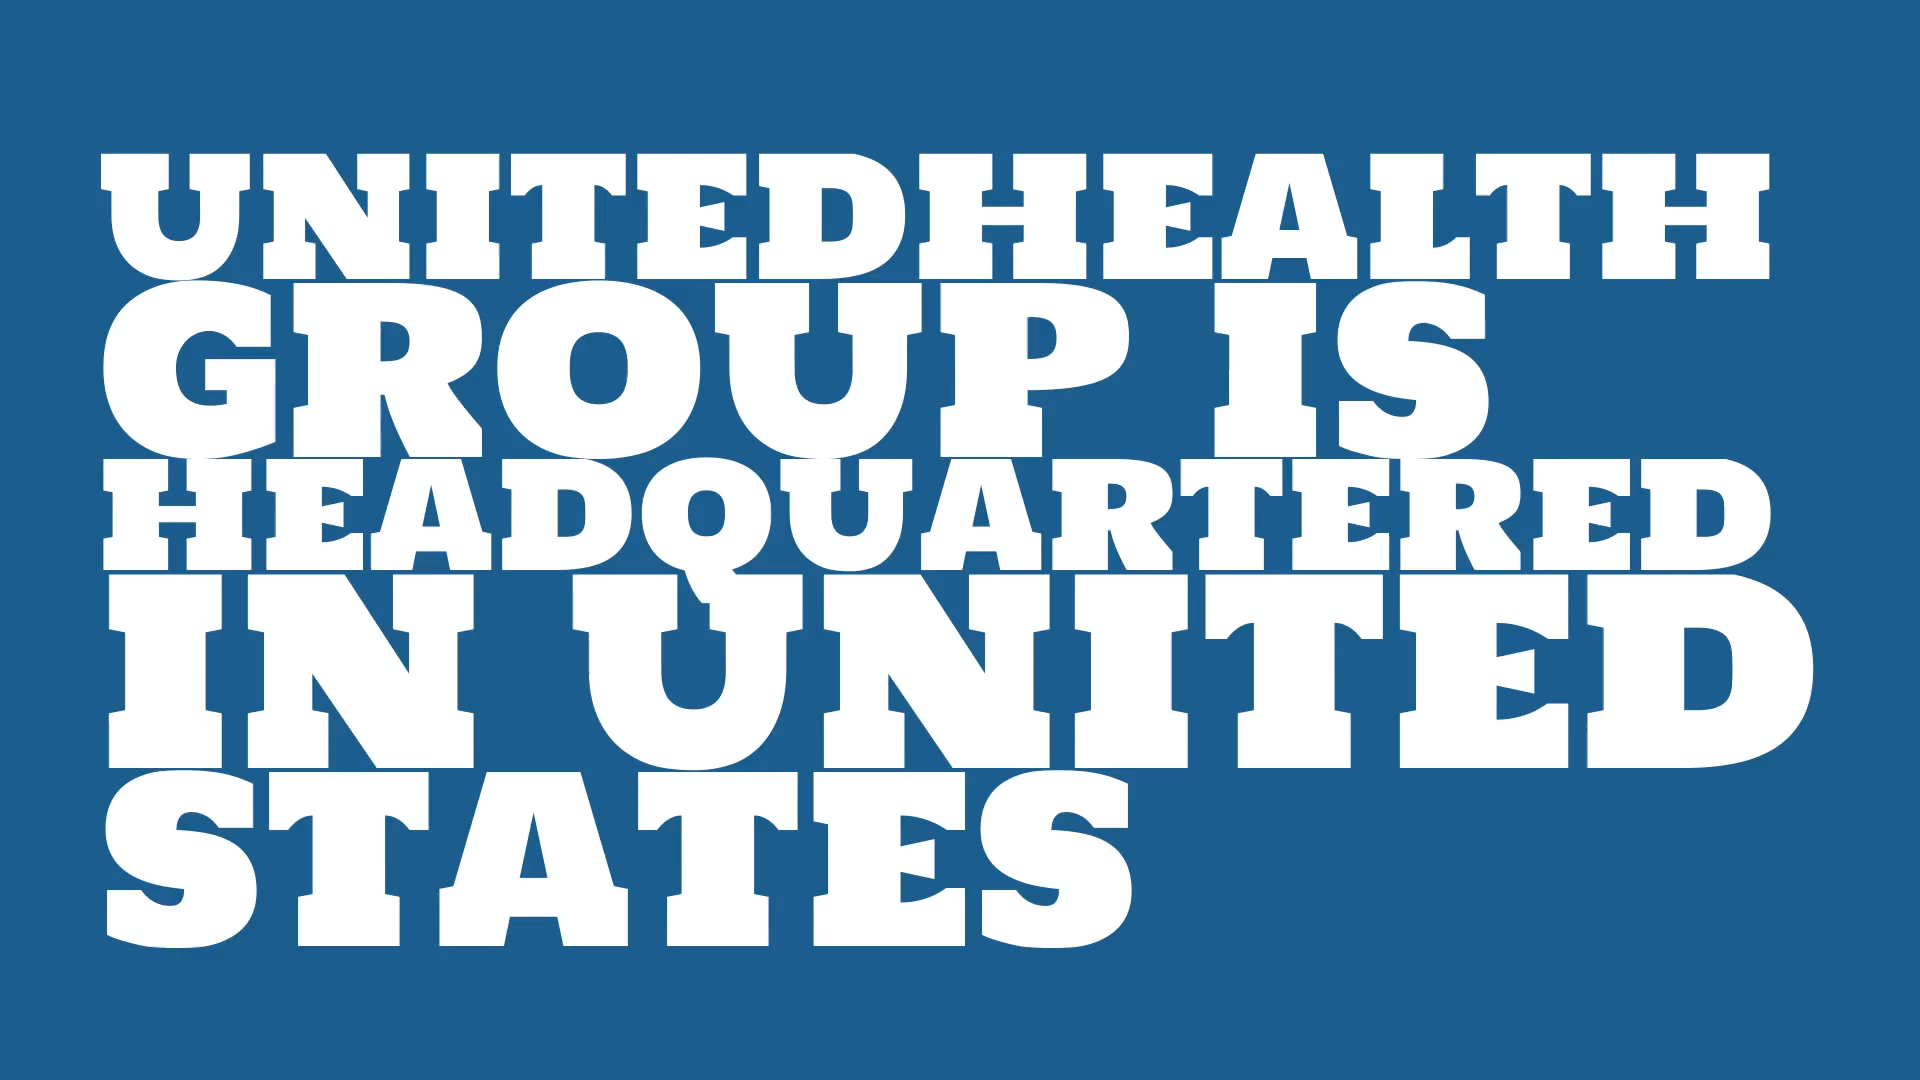 UNITEDHEALTH
GROUP IS
HEADQUARTERED
IN UNITED
STATES